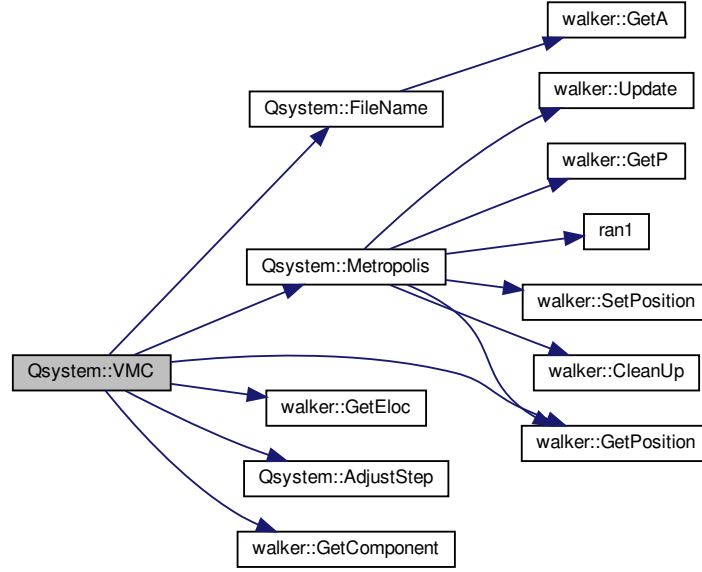 walker::GetA
walker::Update
Qsystem::FileName
walker::GetP
ran1
Qsystem::Metropolis
walker::SetPosition
Qsystem::VMC
walker::CleanUp
walker::GetEloc
walker::GetPosition
Qsystem::AdjustStep
walker::GetComponent